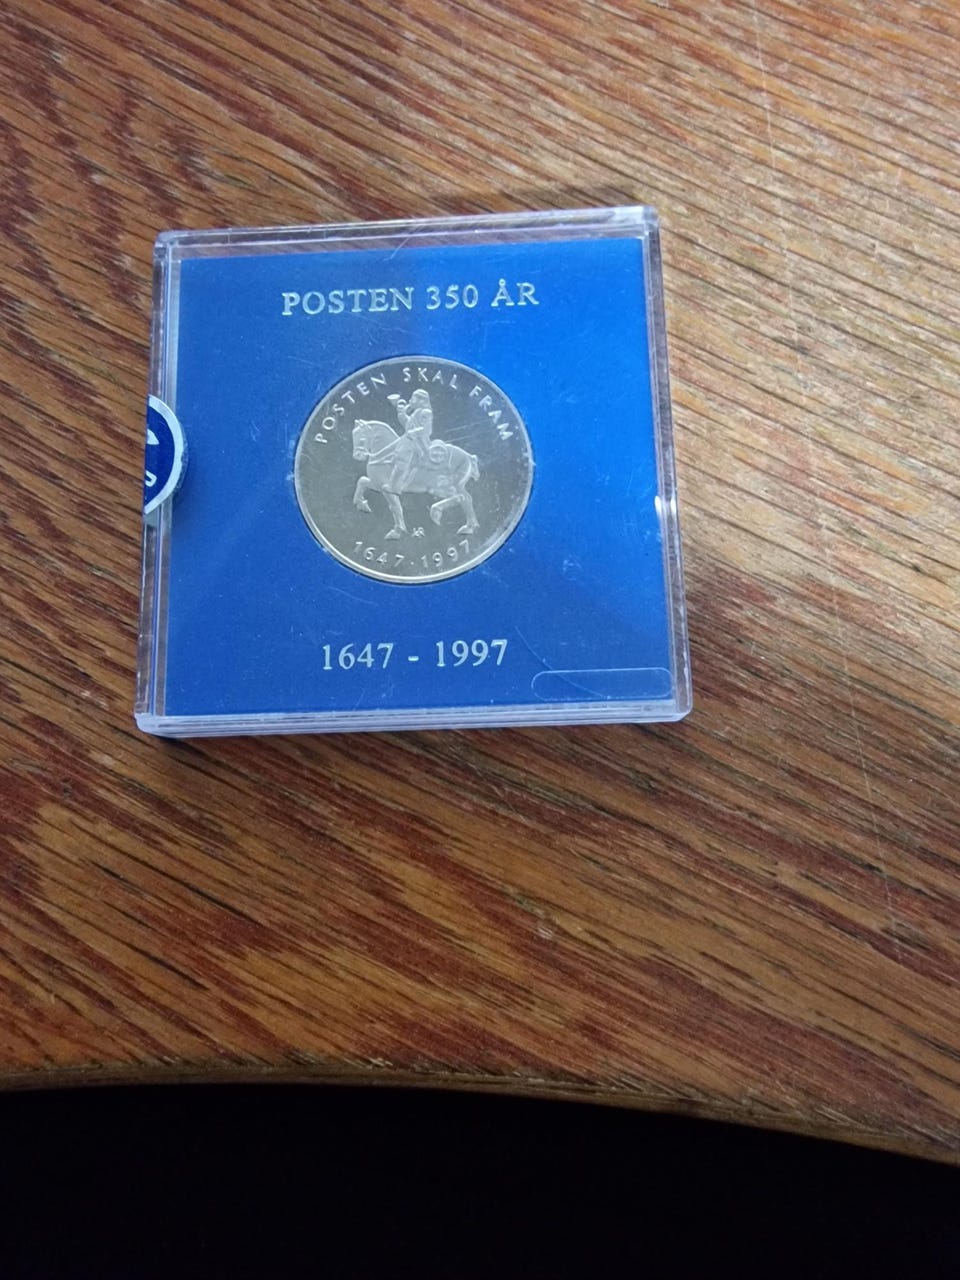 POSTEN 350 ÅR
POSTEN SKAL FRAM
1647 · 1997
1647 - 1997